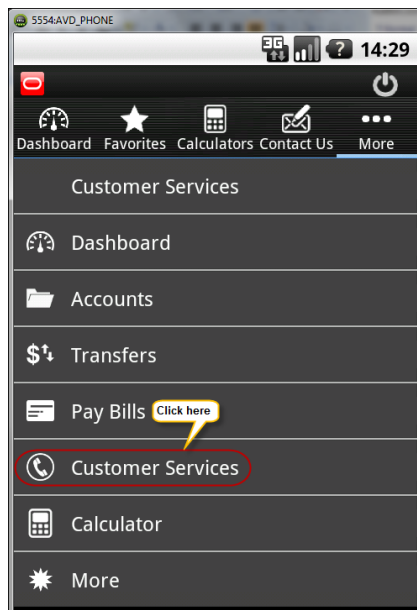 5554:AVD_PHONE
3G 14:29
Dashboard Favorites Calculators Contact Us More
Customer Services
Dashboard
Accounts
Transfers
Pay Bills Click here
Customer Services
Calculator
More